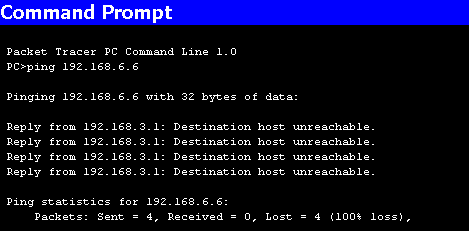 Command Prompt
Packet Tracer PC Command Line 1.0
PC>ping 192.168.6.6
Pinging 192.168.6.6 with 32 bytes of data:
Reply from 192.168.3.1: Destination host unreachable.
Reply from 192.168.3.1: Destination host unreachable.
Reply from 192.168.3.1: Destination host unreachable.
Reply from 192.168.3.1: Destination host unreachable.
Ping statistics for 192.168.6.6:
    Packets: Sent = 4, Received = 0, Lost = 4 (100% loss),